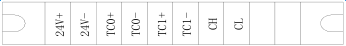 24V+
24V-
TC0+
TC0-
TC1+
TC1-
CH
CL